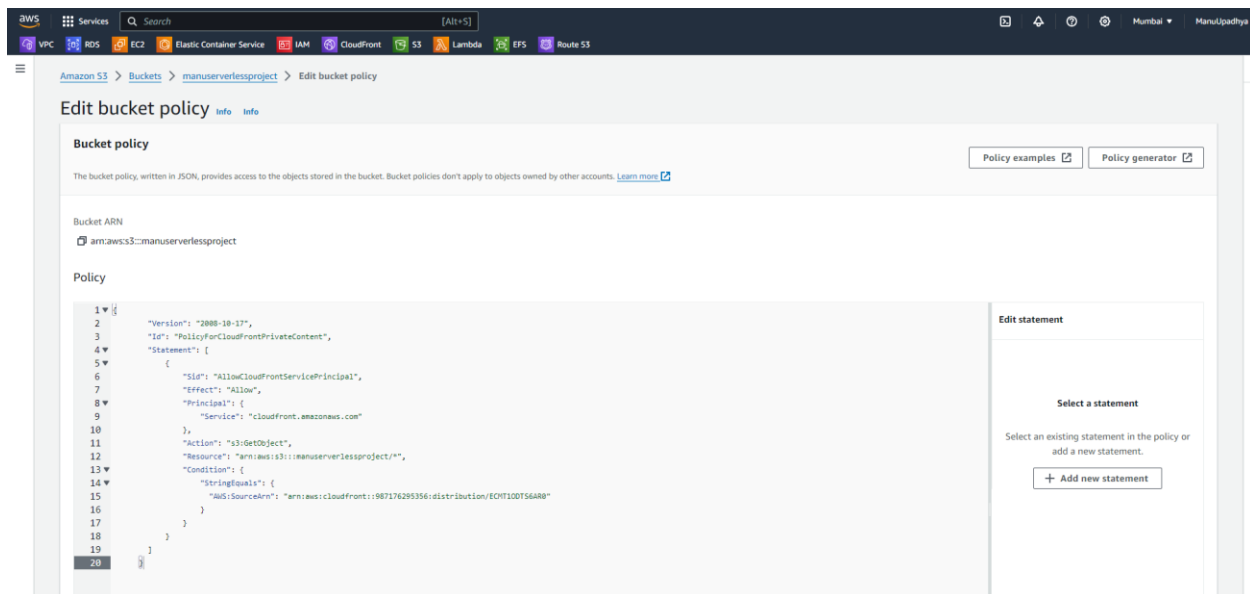 aws
Services
Search
[Alt+S]
Mumbai
ManuUpadhya
VPC
RDS
EC2
Elastic Container Service
IAM
CloudFront
S3
Lambda
EFS
Route 53
Amazon S3 > Buckets > manuserverlessproject > Edit bucket policy
Edit bucket policy Info Info
Bucket policy
Policy examples
Policy generator
The bucket policy, written in JSON, provides access to the objects stored in the bucket. Bucket policies don't apply to objects owned by other accounts. Learn more
Bucket ARN
arn:aws:s3:::manuserverlessproject
Policy
1 {
2 "Version": "2008-10-17",
3 "Id": "PolicyForCloudFrontPrivateContent",
4 "Statement": [
5 {
6 "Sid": "AllowCloudFrontServicePrincipal",
7 "Effect": "Allow",
8 "Principal": {
9 "Service": "cloudfront.amazonaws.com"
10 },
11 "Action": "s3:GetObject",
12 "Resource": "arn:aws:s3:::manuserverlessproject/*",
13 "Condition": {
14 "StringEquals": {
15 "AWS:SourceArn": "arn:aws:cloudfront::987176295356:distribution/ECMT1ODTS6AR0"
16 }
17 }
18 }
19 ]
20 }
Edit statement
Select a statement
Select an existing statement in the policy or
add a new statement.
+ Add new statement